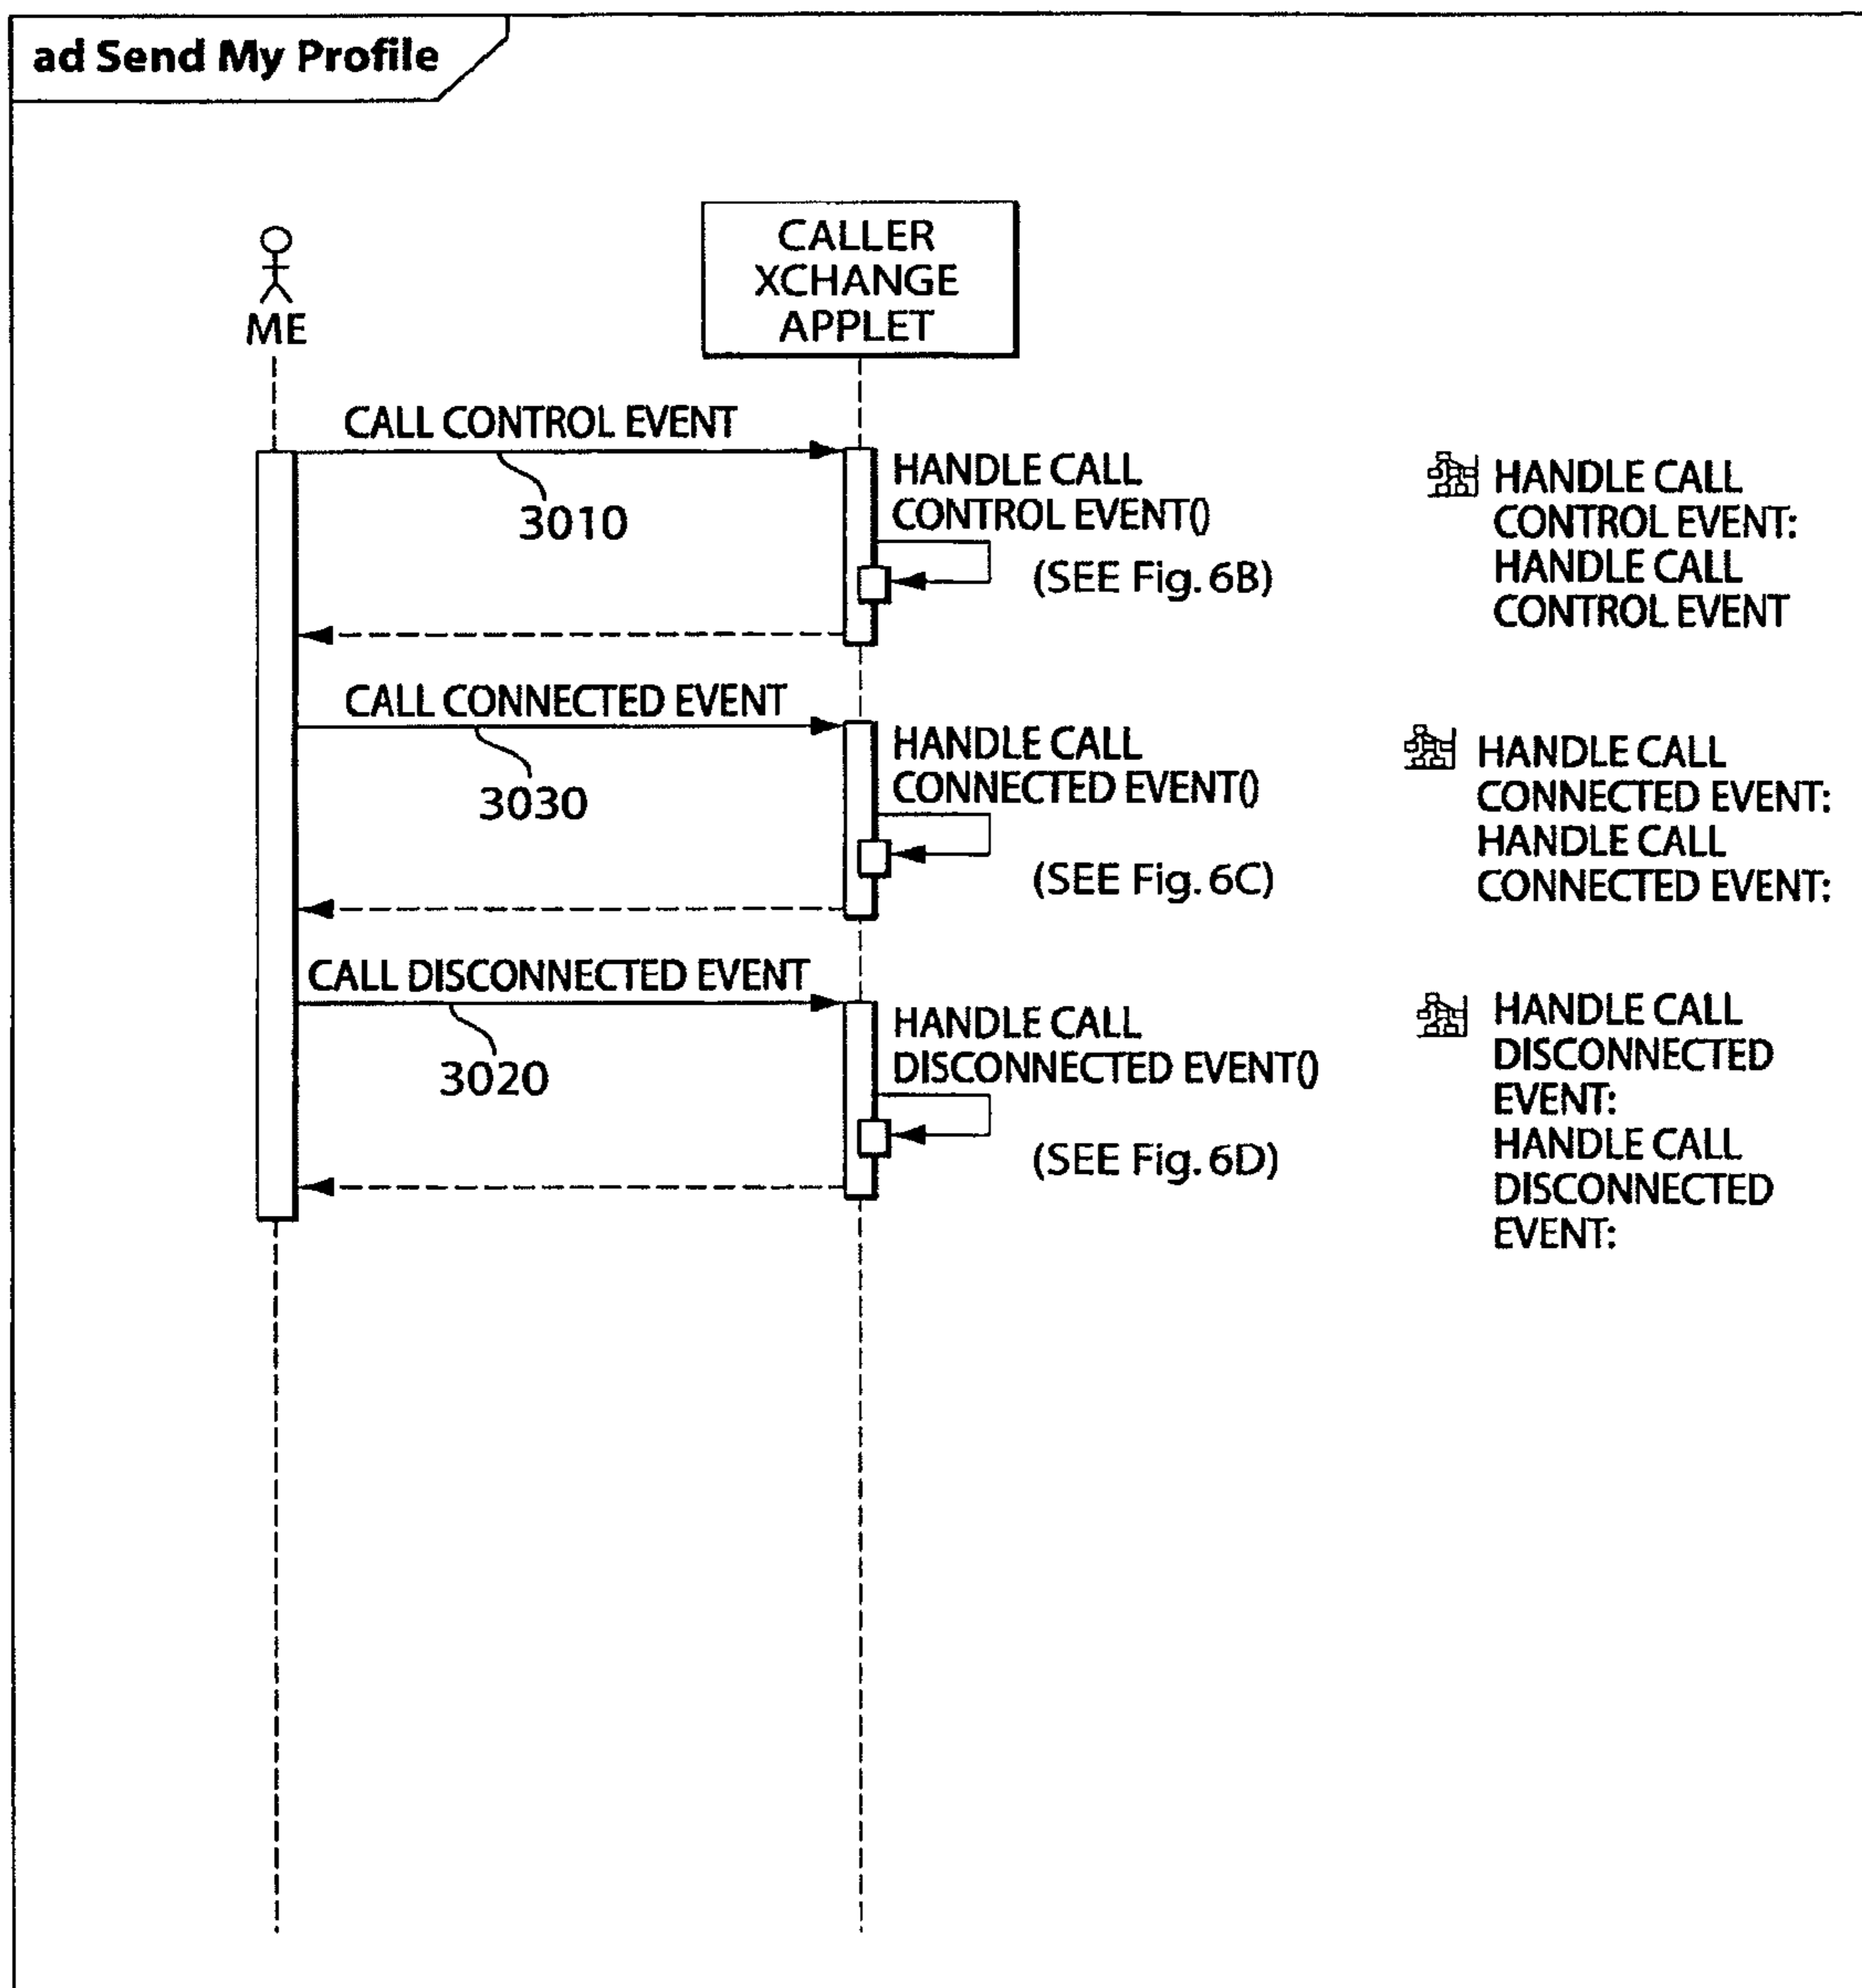 ad Send My Profile
ME
CALLER
XCHANGE
APPLET
CALL CONTROL EVENT
3010
HANDLE CALL
CONTROL EVENT()
(SEE Fig. 6B)
HANDLE CALL
CONTROL EVENT:
HANDLE CALL
CONTROL EVENT
CALL CONNECTED EVENT
3030
HANDLE CALL
CONNECTED EVENT()
(SEE Fig. 6C)
HANDLE CALL
CONNECTED EVENT:
HANDLE CALL
CONNECTED EVENT:
CALL DISCONNECTED EVENT
3020
HANDLE CALL
DISCONNECTED EVENT()
(SEE Fig. 6D)
HANDLE CALL
DISCONNECTED
EVENT:
HANDLE CALL
DISCONNECTED
EVENT: